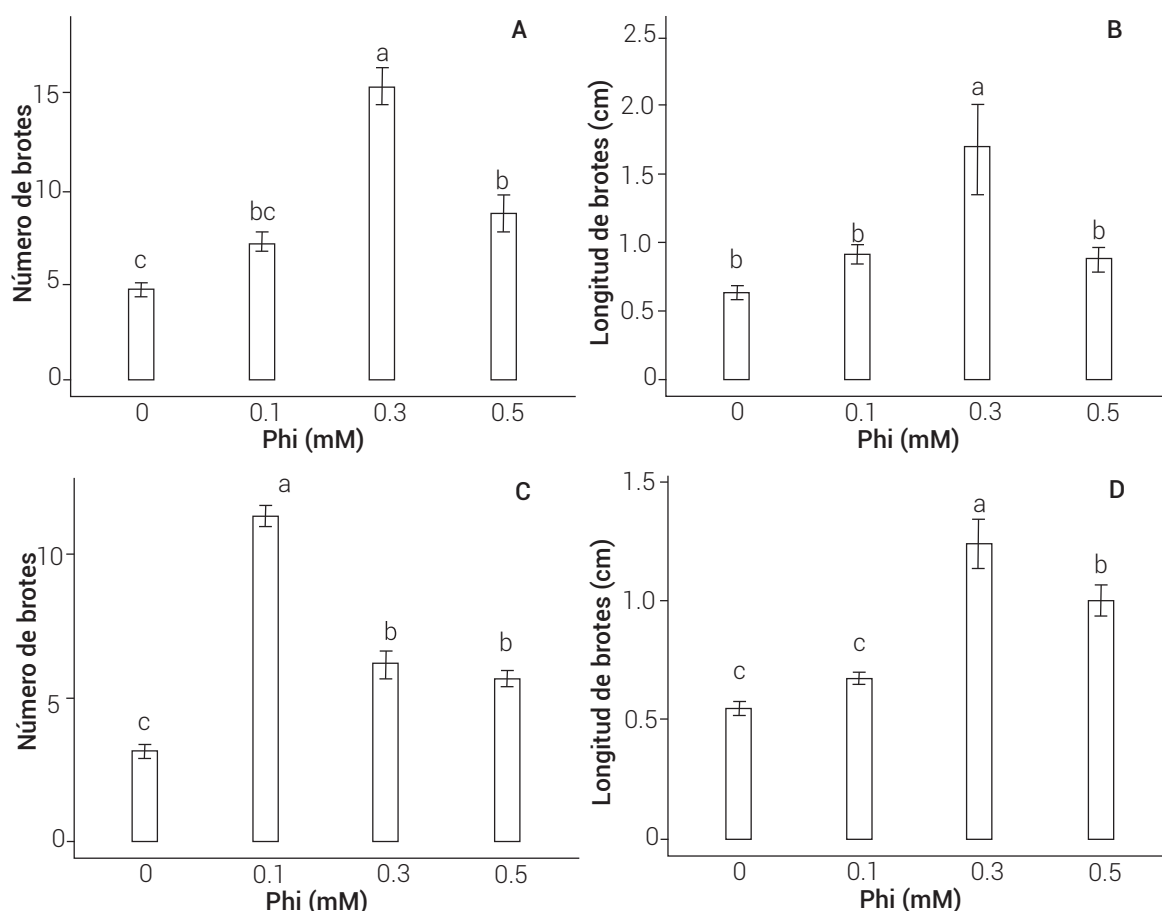 A
Número de brotes
15
10
5
0
c
bc
a
b
0
0.1
0.3
0.5
Phi (mM)
B
Longitud de brotes (cm)
2.5
2.0
1.5
1.0
0.5
0
b
b
a
b
0
0.1
0.3
0.5
Phi (mM)
C
Número de brotes
10
5
0
c
a
b
b
0
0.1
0.3
0.5
Phi (mM)
D
Longitud de brotes (cm)
1.5
1.0
0.5
0
c
c
a
b
0
0.1
0.3
0.5
Phi (mM)